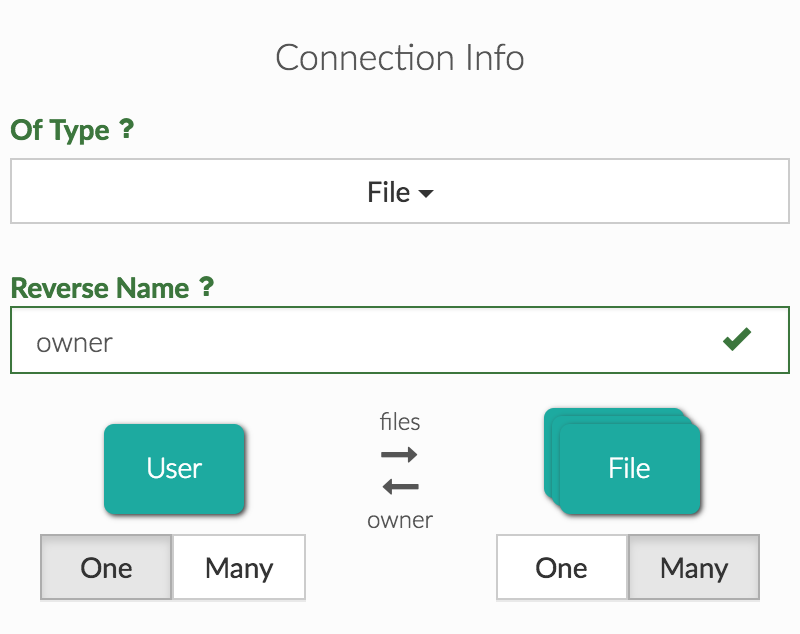 Connection Info
Of Type ?
File
Reverse Name ?
owner
files
User
File
owner
One Many
One Many